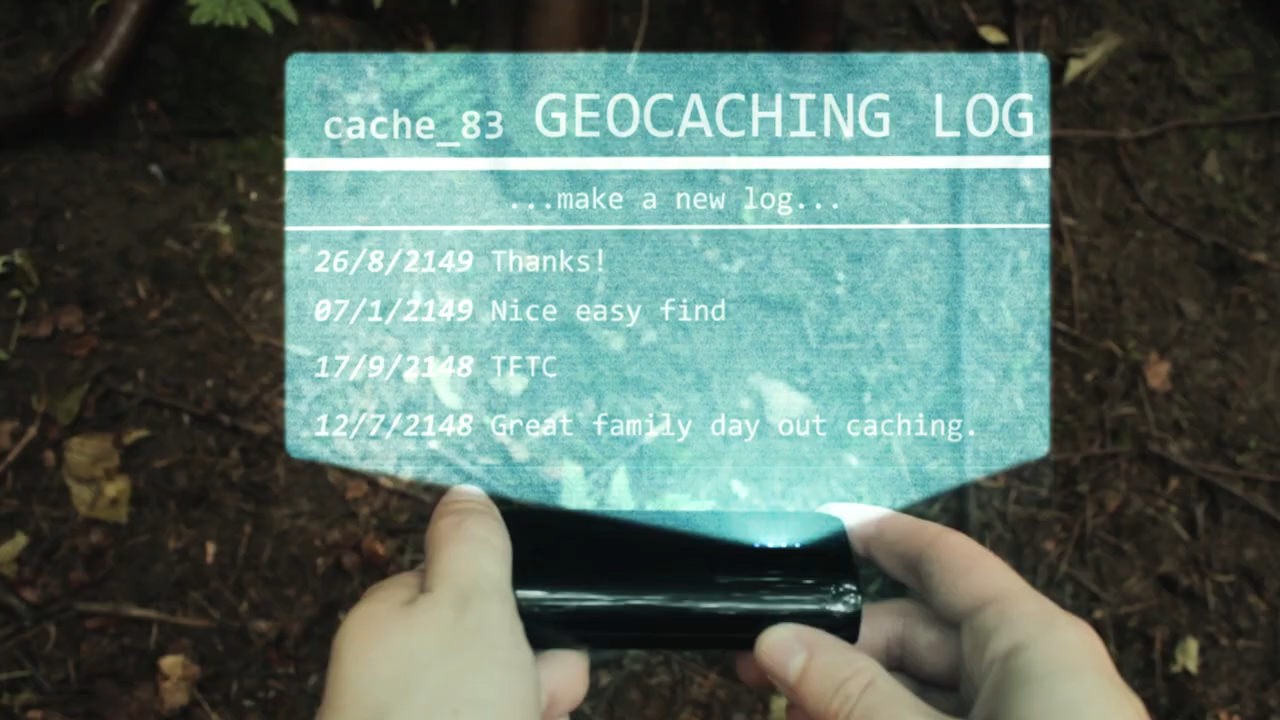 cache_83 GEOCACHING LOG
...make a new log...
26/8/2149 Thanks!
07/1/2149 Nice easy find
17/9/2148 TFTC
12/7/2148 Great family day out caching.